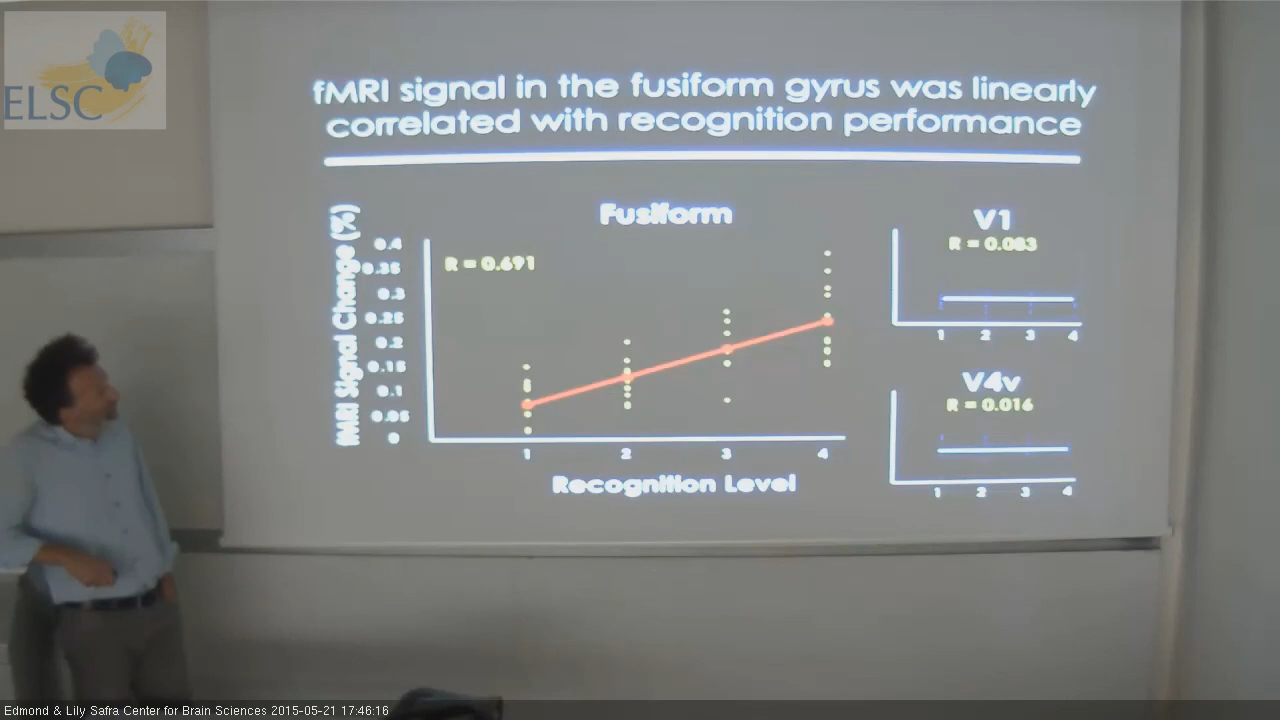 ELSC
fMRI signal in the fusiform gyrus was linearly
correlated with recognition performance
Fusiform
fMRI Signal Change (%)
0.4
0.35
0.3
0.25
0.2
0.15
0.1
0.05
0
R = 0.691
1 2 3 4
Recognition Level
V1
R = 0.083
1 2 3 4
V4v
R = 0.016
1 2 3 4
Edmond & Lily Safra Center for Brain Sciences 2015-05-21 17:46:16